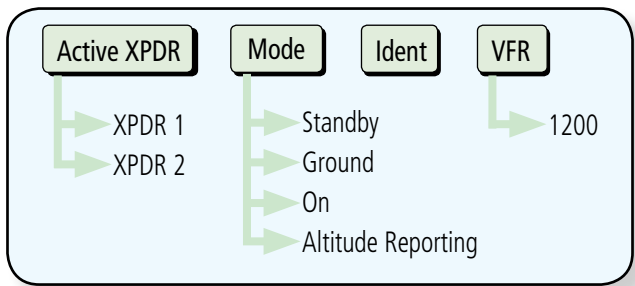 Active XPDR
Mode
Ident
VFR
XPDR 1
XPDR 2
Standby
Ground
On
Altitude Reporting
1200